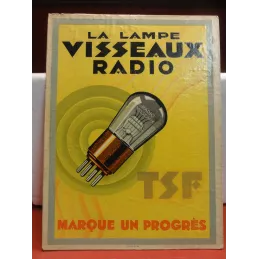 LA LAMPE
VISSEAUX
RADIO
TSF
MARQUE UN PROGRÈS